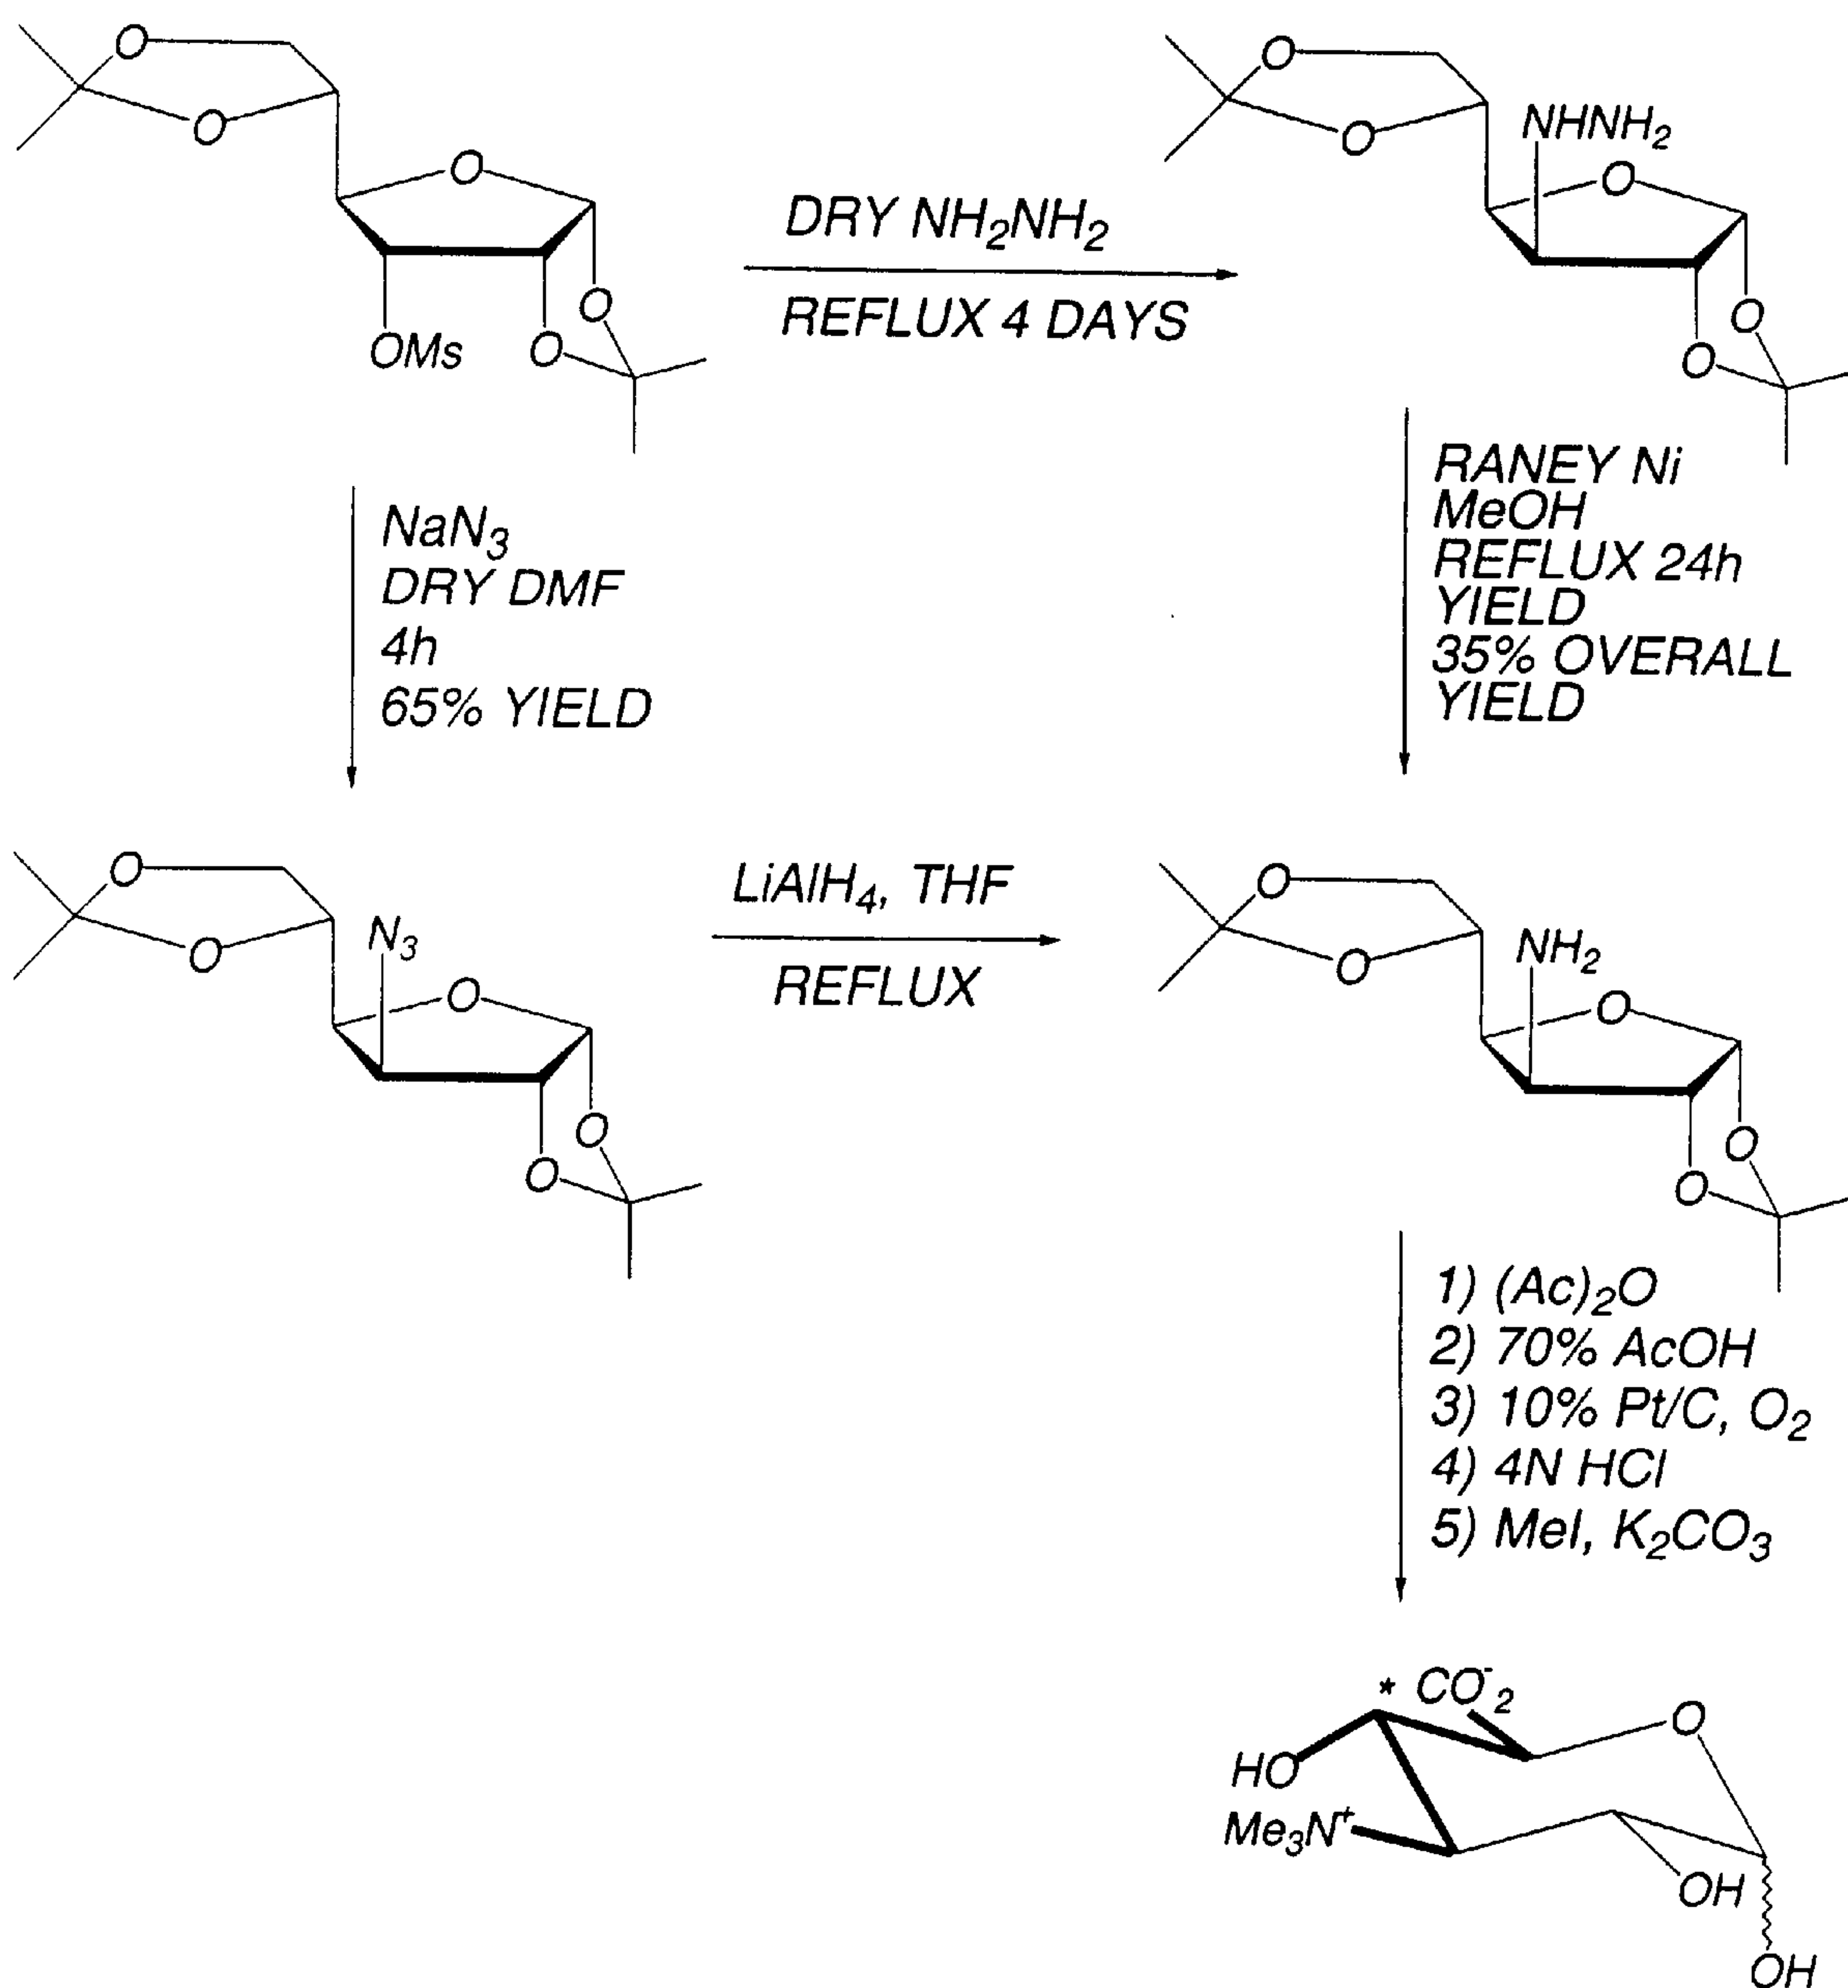 O
O
O
OMs
O
O
DRY NH2NH2
REFLUX 4 DAYS
O
O
NHNH2
O
O
O
NaN3
DRY DMF
4h
65% YIELD
RANEY Ni
MeOH
REFLUX 24h
YIELD
35% OVERALL
YIELD
O
O
N3
O
O
O
LiAlH4, THF
REFLUX
O
O
NH2
O
O
O
1) (Ac)2O
2) 70% AcOH
3) 10% Pt/C, O2
4) 4N HCl
5) MeI, K2CO3
* CO2-
O
HO
Me3N+
OH
OH